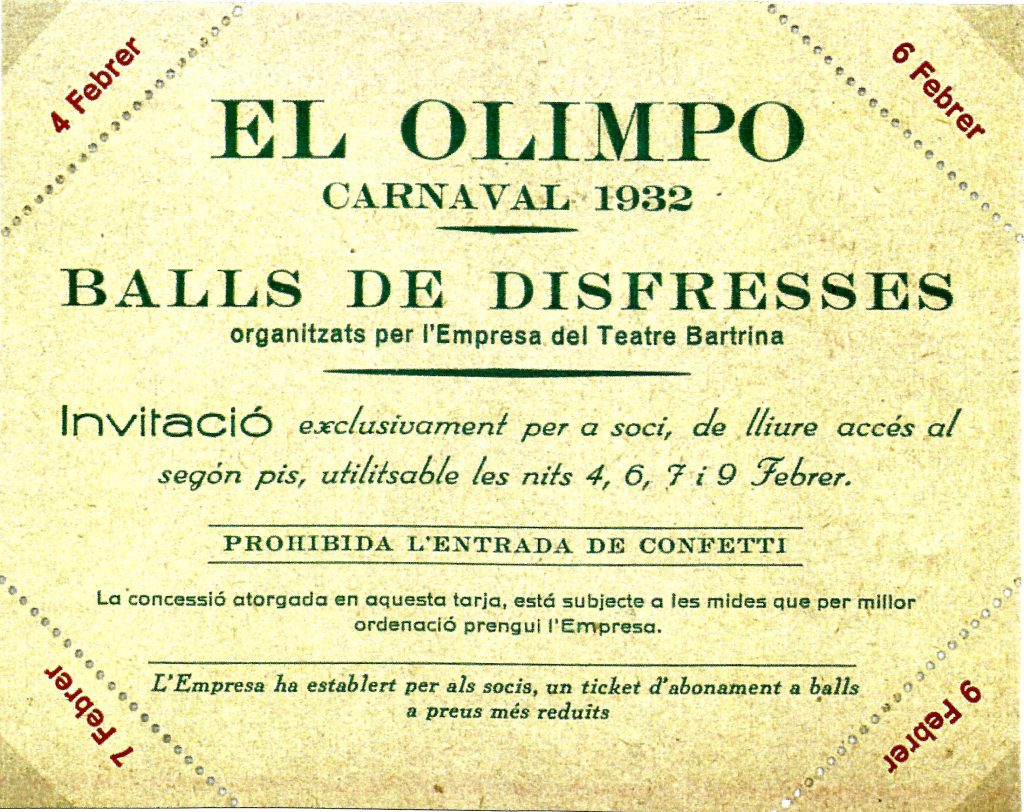 4 Febrer
6 Febrer
EL OLIMPO
CARNAVAL 1932
BALLS DE DISFRESSES
organitzats per l'Empresa del Teatre Bartrina
Invitació exclusivament per a soci, de lliure accés al
segón pis, utilitsable les nits 4, 6, 7 i 9 Febrer.
PROHIBIDA L'ENTRADA DE CONFETTI
La concessió atorgada en aquesta tarja, está subjecte a les mides que per millor
ordenació prengui l'Empresa.
L'Empresa ha establert per als socis, un ticket d'abonament a balls
a preus més reduits
7 Febrer
9 Febrer